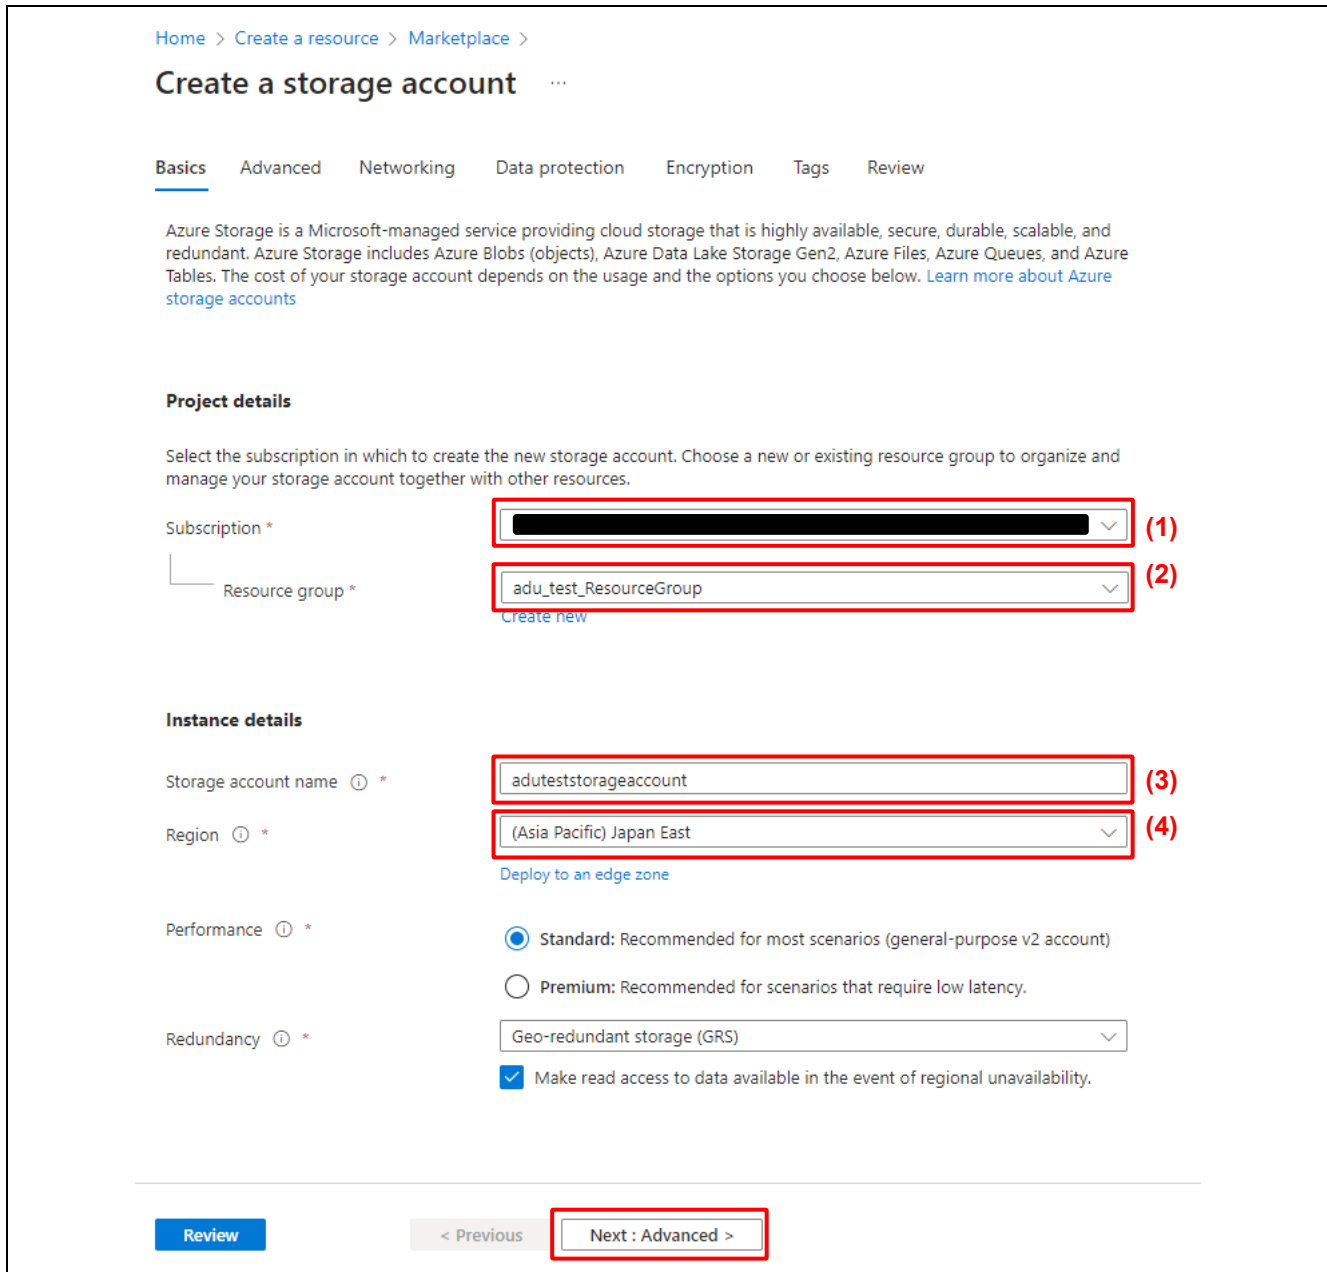 Home > Create a resource > Marketplace >
Create a storage account ...
Basics Advanced Networking Data protection Encryption Tags Review
Azure Storage is a Microsoft-managed service providing cloud storage that is highly available, secure, durable, scalable, and
redundant. Azure Storage includes Azure Blobs (objects), Azure Data Lake Storage Gen2, Azure Files, Azure Queues, and Azure
Tables. The cost of your storage account depends on the usage and the options you choose below. Learn more about Azure
storage accounts
Project details
Select the subscription in which to create the new storage account. Choose a new or existing resource group to organize and
manage your storage account together with other resources.
Subscription * (1)
Resource group * adu_test_ResourceGroup (2)
Create new
Instance details
Storage account name * aduteststorageaccount (3)
Region * (Asia Pacific) Japan East (4)
Deploy to an edge zone
Performance * Standard: Recommended for most scenarios (general-purpose v2 account)
Premium: Recommended for scenarios that require low latency.
Redundancy * Geo-redundant storage (GRS)
Make read access to data available in the event of regional unavailability.
Review < Previous Next : Advanced >